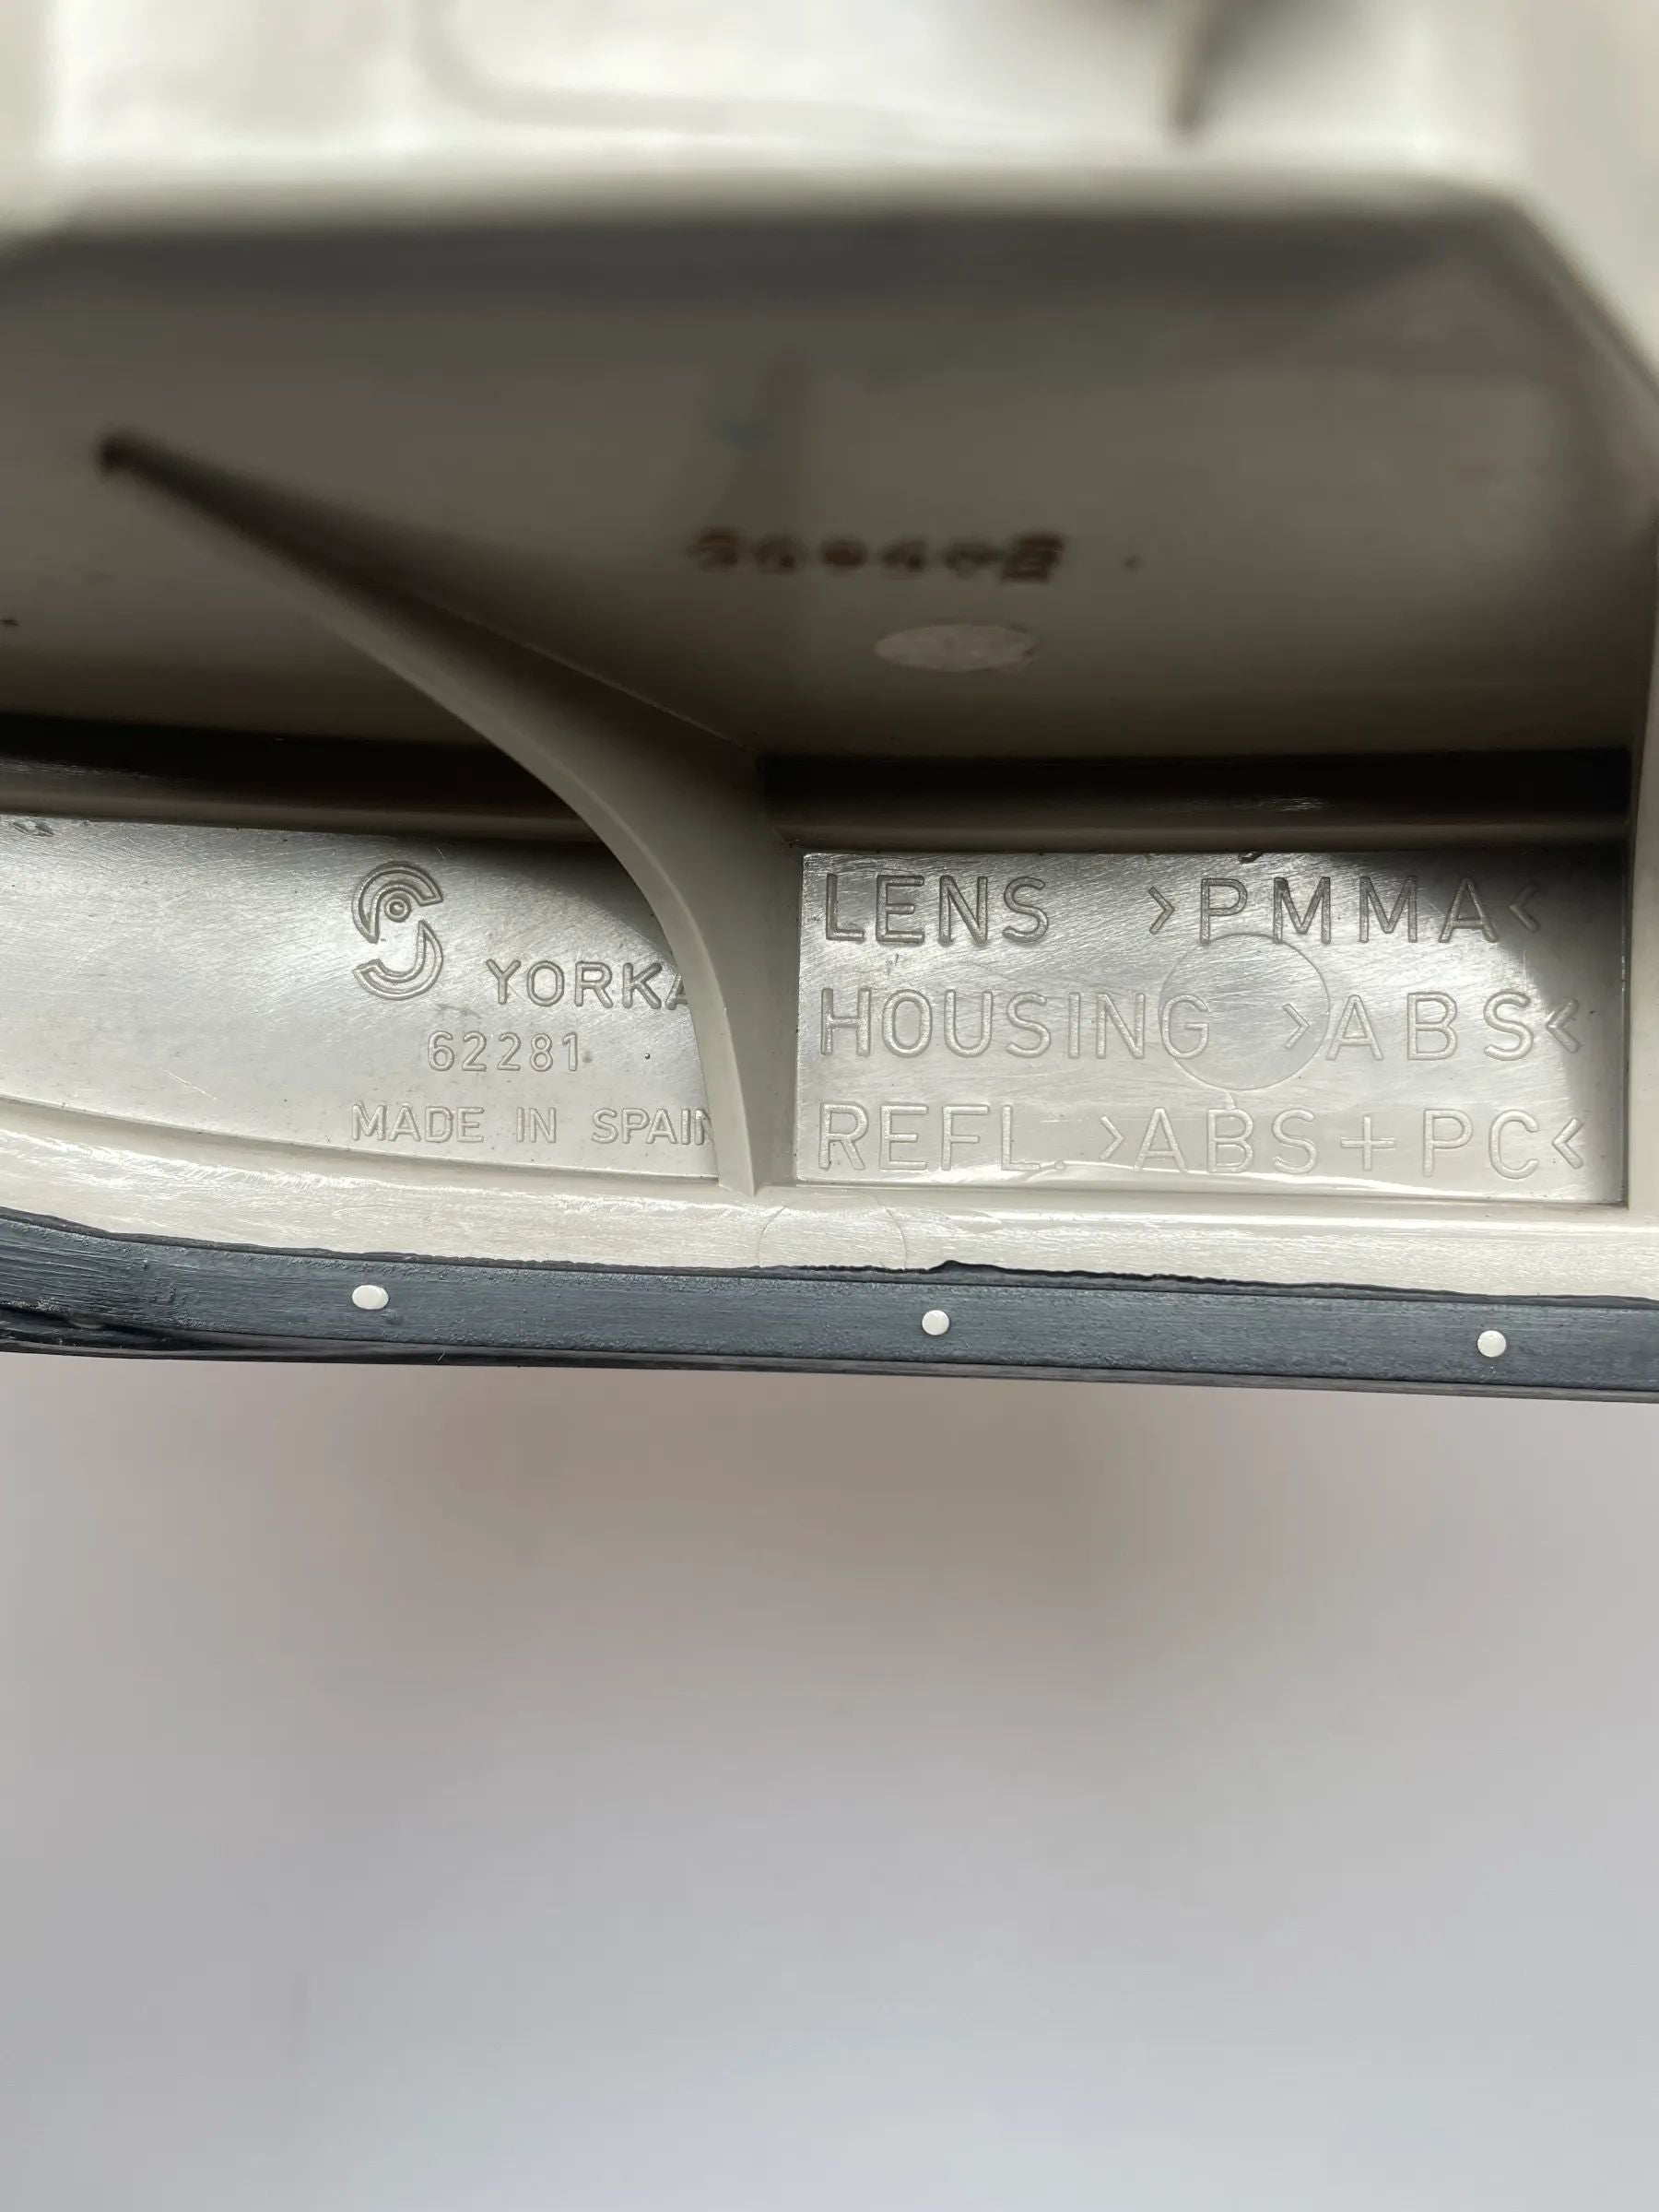 YORKA
62281
MADE IN SPAIN
LENS >PMMA<
HOUSING >ABS<
REFL. >ABS+PC<